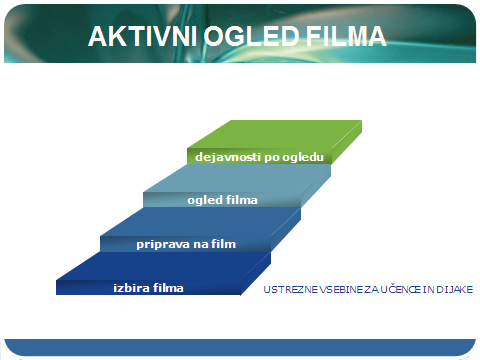 AKTIVNI OGLED FILMA
dejavnosti po ogledu
ogled filma
priprava na film
izbira filma
USTREZNE VSEBINE ZA UČENCE IN DIJAKE